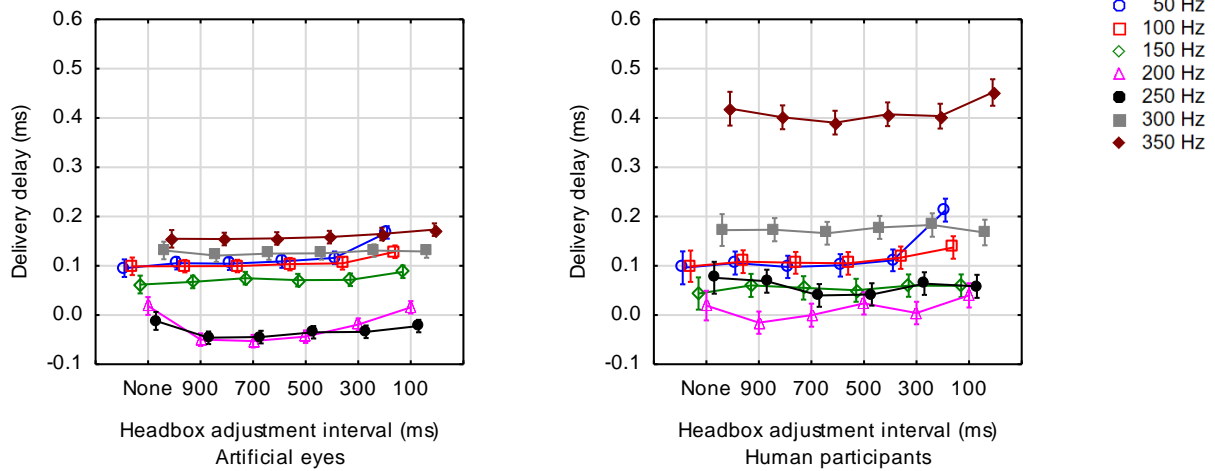 0.6
0.5
0.4
0.3
0.2
0.1
0.0
-0.1
Delivery delay (ms)
None 900 700 500 300 100
Headbox adjustment interval (ms)
Artificial eyes
0.6
0.5
0.4
0.3
0.2
0.1
0.0
-0.1
Delivery delay (ms)
None 900 700 500 300 100
Headbox adjustment interval (ms)
Human participants
50 Hz
100 Hz
150 Hz
200 Hz
250 Hz
300 Hz
350 Hz